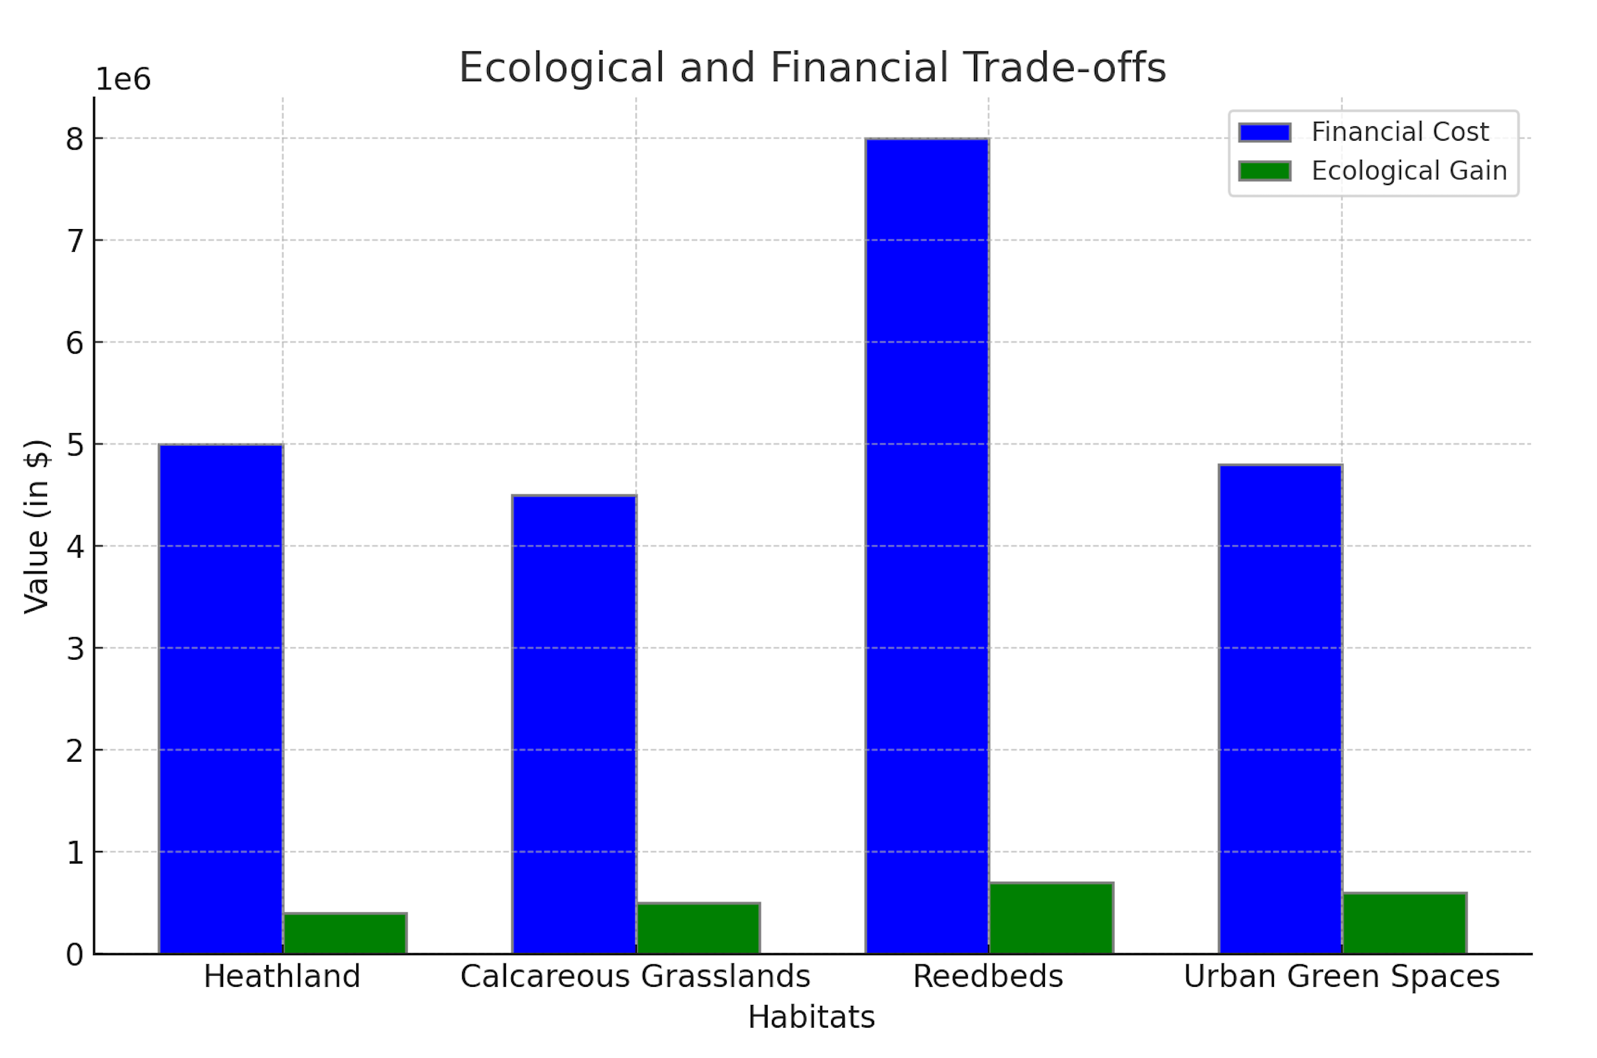 Ecological and Financial Trade-offs
1e6
Financial Cost
Ecological Gain
8
7
6
5
4
3
2
1
0
Value (in $)
Heathland
Calcareous Grasslands
Reedbeds
Urban Green Spaces
Habitats